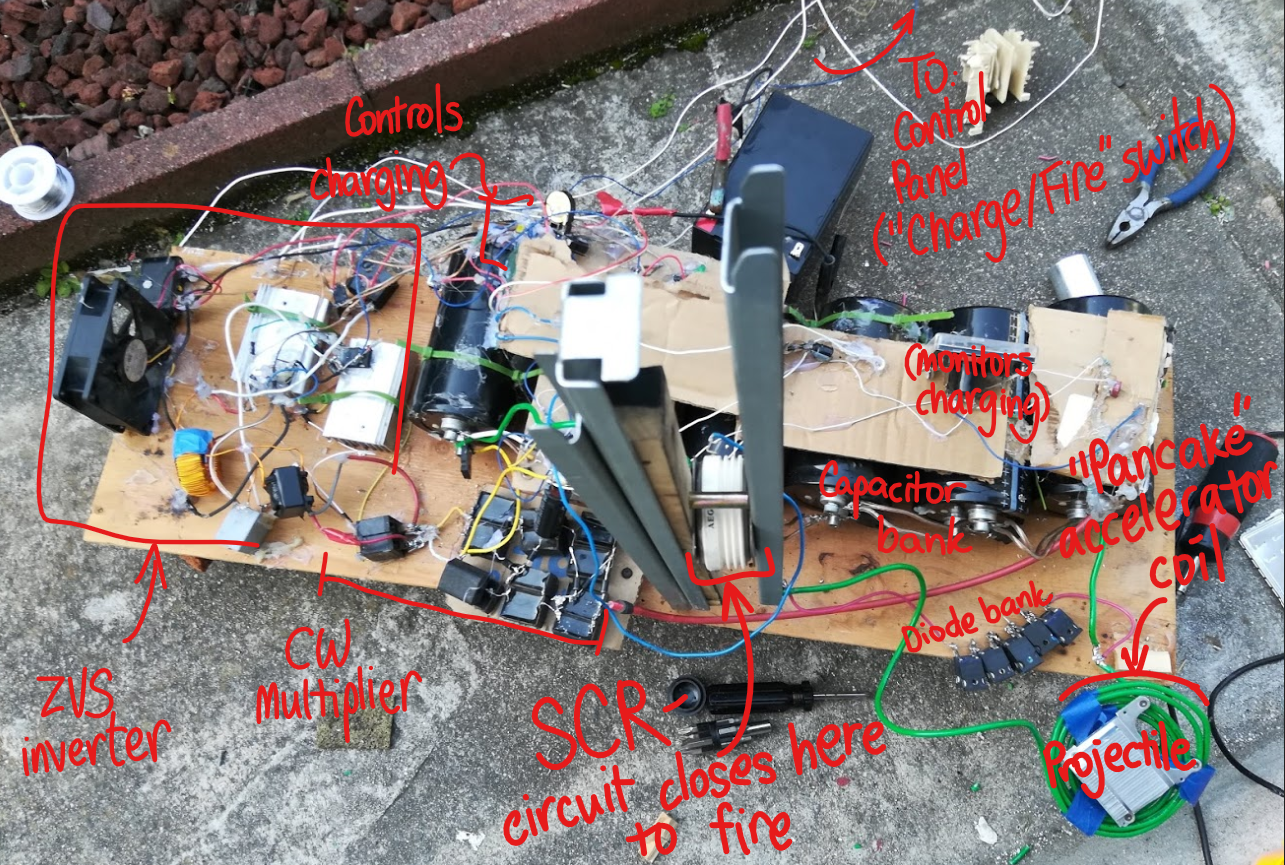 Controls
charging
TO:
Control
Panel
("Charge/Fire" switch)
(monitors
charging)
Capacitor
bank
"Pancake"
accelerator
coil
Diode bank
AEG
CW
Multiplier
ZVS
inverter
SCR-
circuit closes here
to fire
Projectile